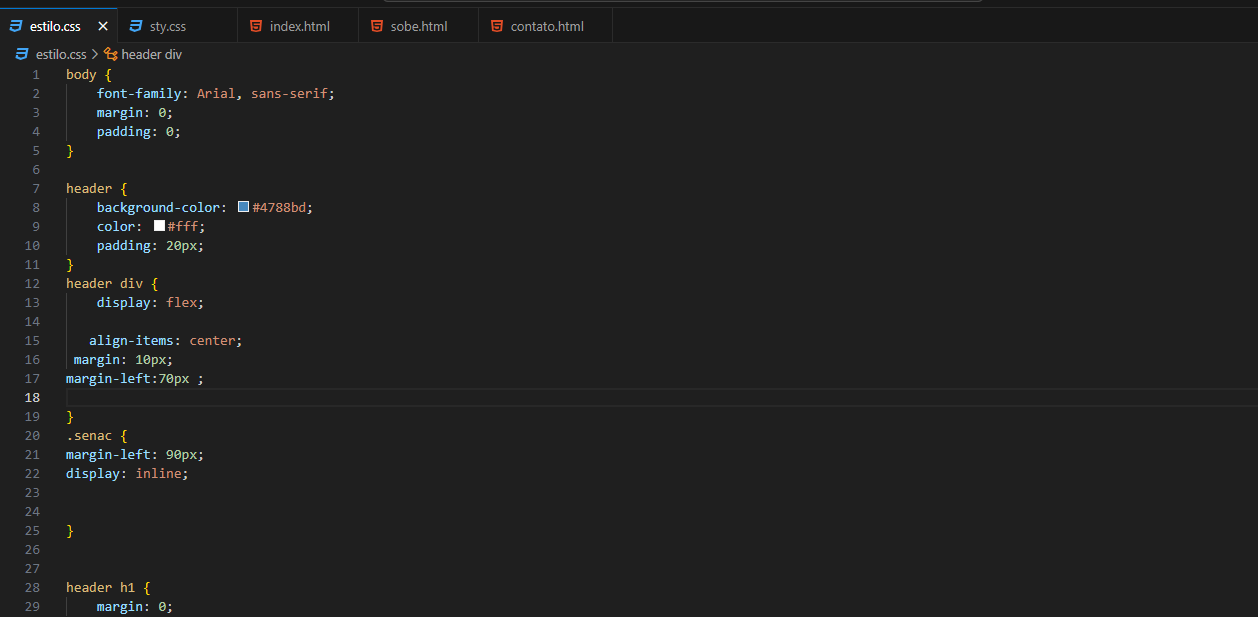 estilo.css × sty.css index.html sobe.html contato.html
estilo.css > header div
1 body {
2 font-family: Arial, sans-serif;
3 margin: 0;
4 padding: 0;
5 }
6
7 header {
8 background-color: #4788bd;
9 color: #fff;
10 padding: 20px;
11 }
12 header div {
13 display: flex;
14
15 align-items: center;
16 margin: 10px;
17 margin-left:70px ;
18
19 }
20 .senac {
21 margin-left: 90px;
22 display: inline;
23
24
25 }
26
27
28 header h1 {
29 margin: 0;